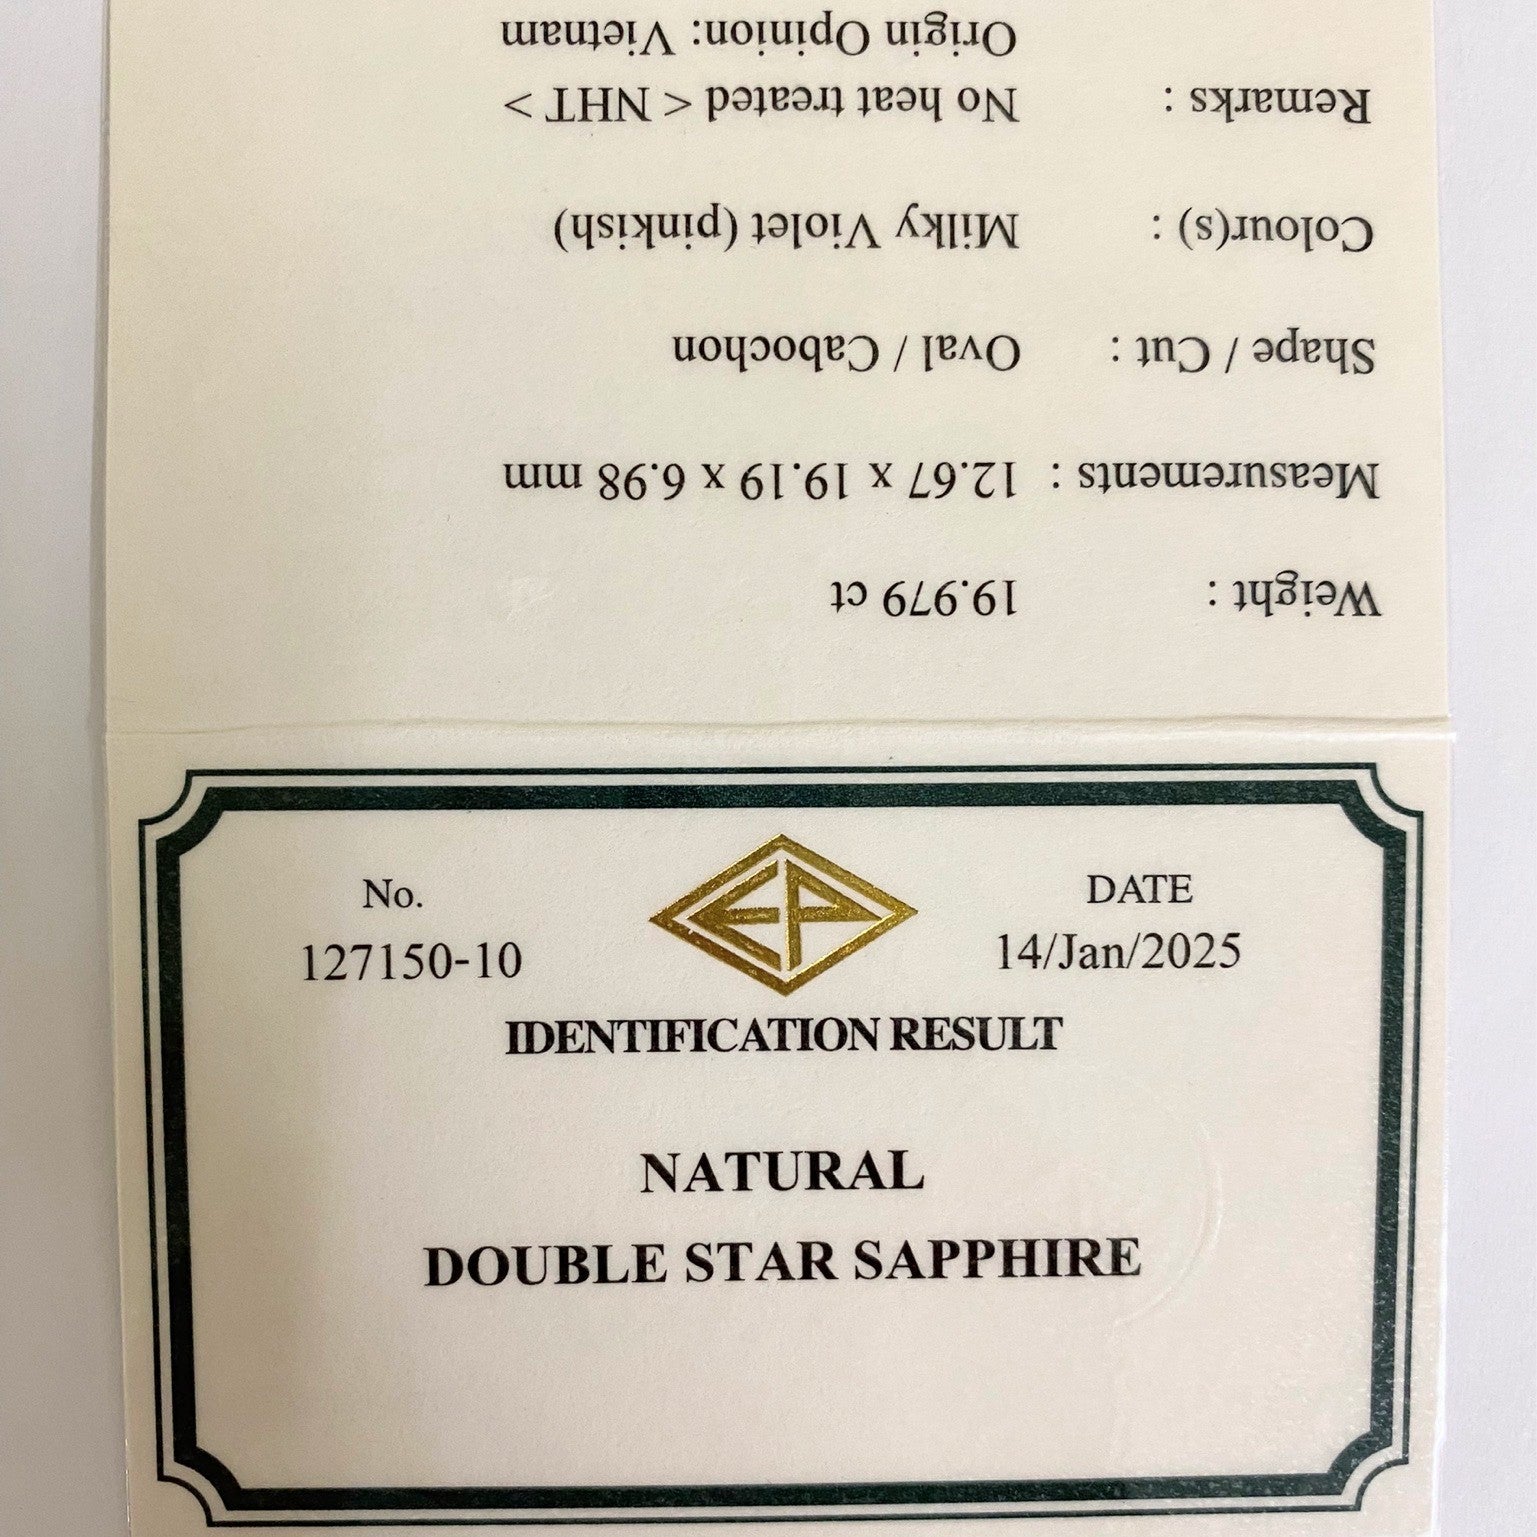 Weight : 19.979 ct
Measurements : 12.67 x 19.19 x 6.98 mm
Shape / Cut : Oval / Cabochon
Colour(s) : Milky Violet (pinkish)
Remarks : No heat treated < NHT >
Origin Opinion: Vietnam
EP
No. DATE
127150-10 14/Jan/2025
IDENTIFICATION RESULT
NATURAL
DOUBLE STAR SAPPHIRE